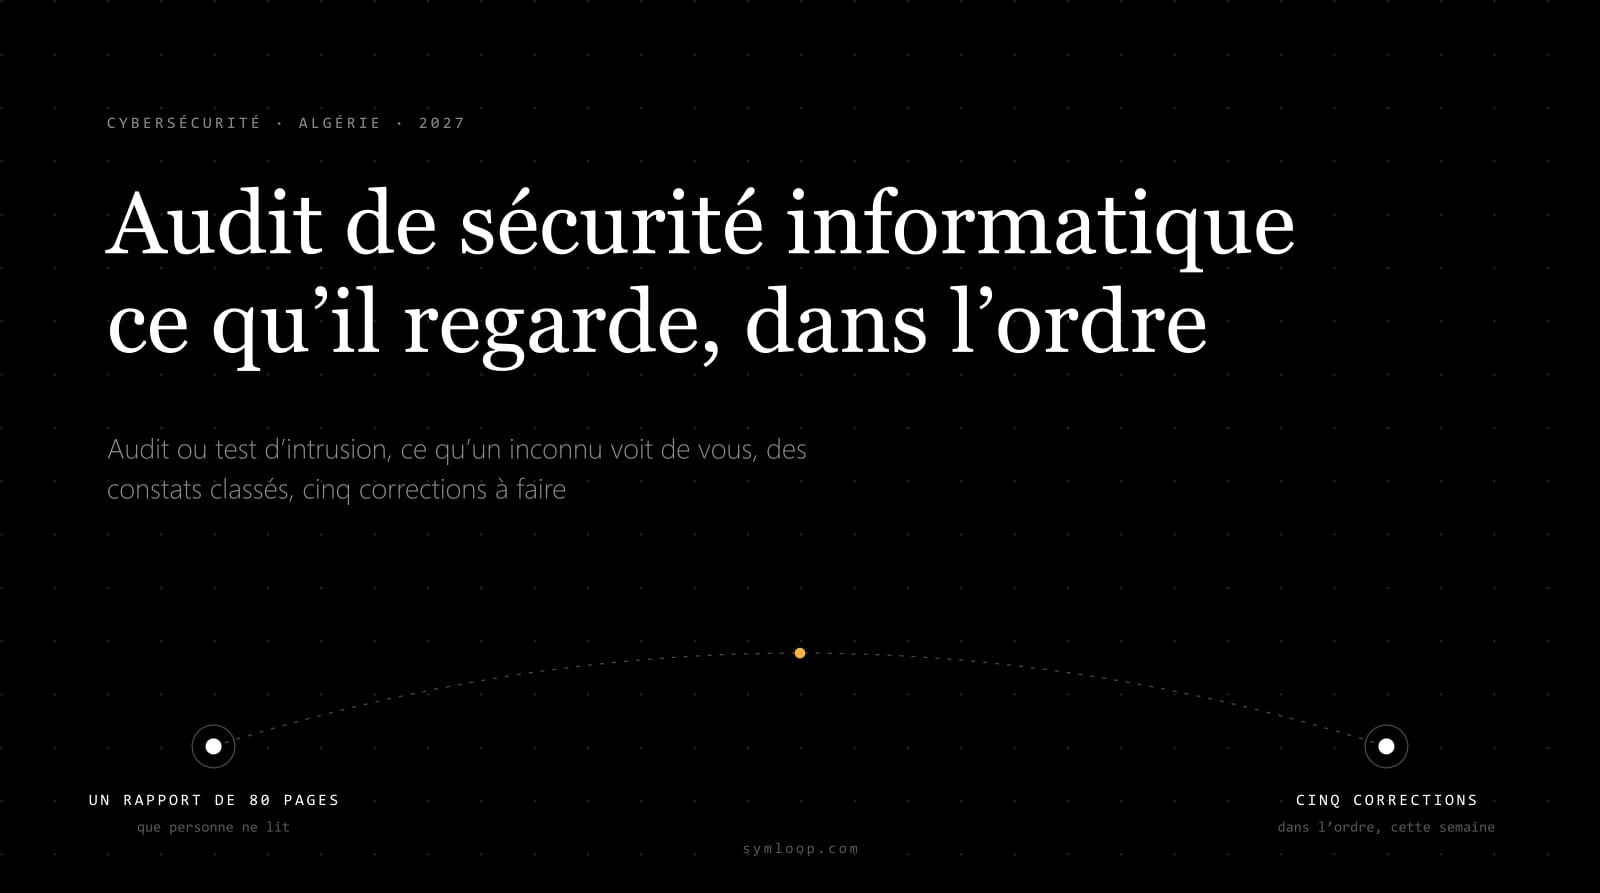 CYBERSÉCURITÉ · ALGÉRIE · 2027
Audit de sécurité informatique
ce qu’il regarde, dans l’ordre
Audit ou test d’intrusion, ce qu’un inconnu voit de vous, des
constats classés, cinq corrections à faire
UN RAPPORT DE 80 PAGES
que personne ne lit
CINQ CORRECTIONS
dans l’ordre, cette semaine
symloop.com